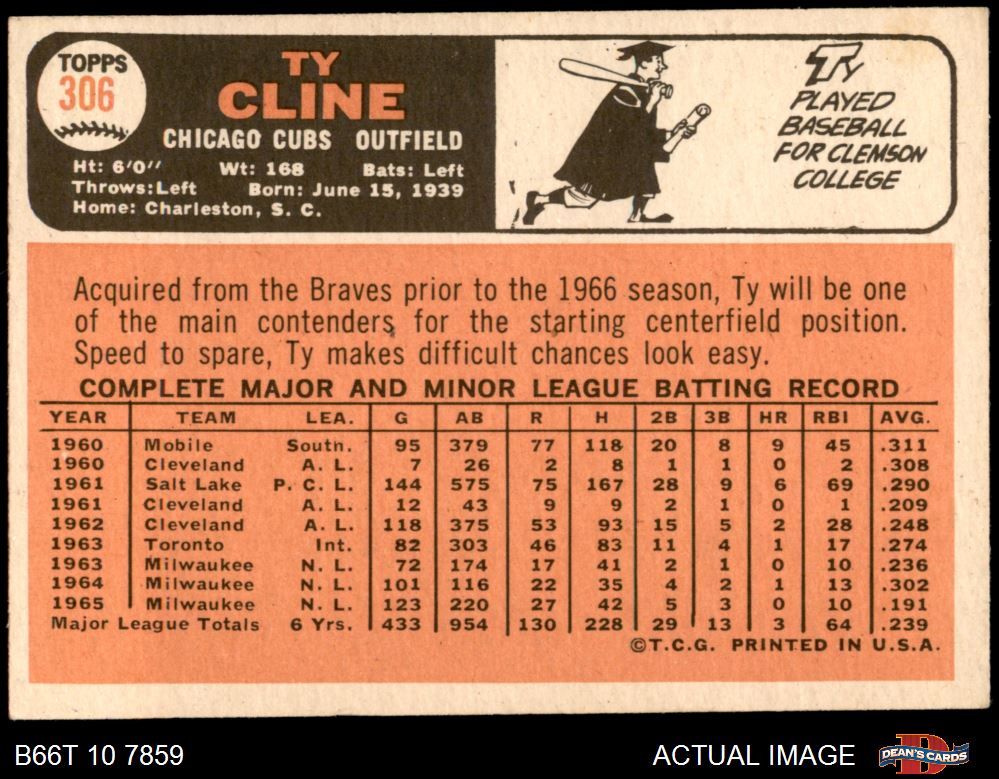 TOPPS
306
TY
CLINE
CHICAGO CUBS OUTFIELD
Ht: 6'0" Wt: 168 Bats: Left
Throws:Left Born: June 15, 1939
Home: Charleston, S. C.
TY
PLAYED
BASEBALL
FOR CLEMSON
COLLEGE
Acquired from the Braves prior to the 1966 season, Ty will be one
of the main contenders for the starting centerfield position.
Speed to spare, Ty makes difficult chances look easy.
COMPLETE MAJOR AND MINOR LEAGUE BATTING RECORD
YEAR TEAM LEA. G AB R H 2B 3B HR RBI AVG.
1960 Mobile South. 95 379 77 118 20 8 9 45 .311
1960 Cleveland A. L. 7 26 2 8 1 1 0 2 .308
1961 Salt Lake P. C. L. 144 575 75 167 28 9 6 69 .290
1961 Cleveland A. L. 12 43 9 9 2 1 0 1 .209
1962 Cleveland A. L. 118 375 53 93 15 5 2 28 .248
1963 Toronto Int. 82 303 46 83 11 4 1 17 .274
1963 Milwaukee N. L. 72 174 17 41 2 1 0 10 .236
1964 Milwaukee N. L. 101 116 22 35 4 2 1 13 .302
1965 Milwaukee N. L. 123 220 27 42 5 3 0 10 .191
Major League Totals 6 Yrs. 433 954 130 228 29 13 3 64 .239
©T.C.G. PRINTED IN U.S.A.
B66T 10 7859
ACTUAL IMAGE
D
DEAN'S CARDS